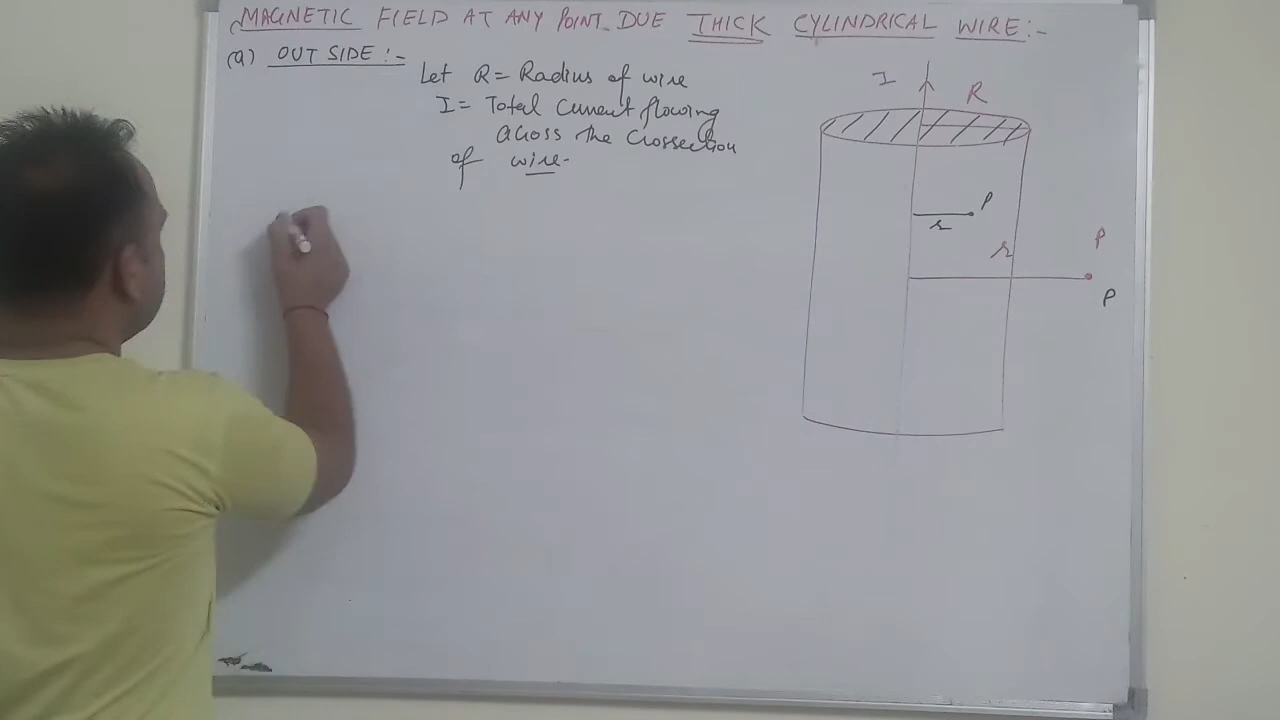 MAGNETIC FIELD AT ANY POINT DUE THICK CYLINDRICAL WIRE:-
(a) OUT SIDE :-
Let R = Radius of wire
I = Total Current flowing
across the Crossection
of wire-
I
R
P
r
r
P
P